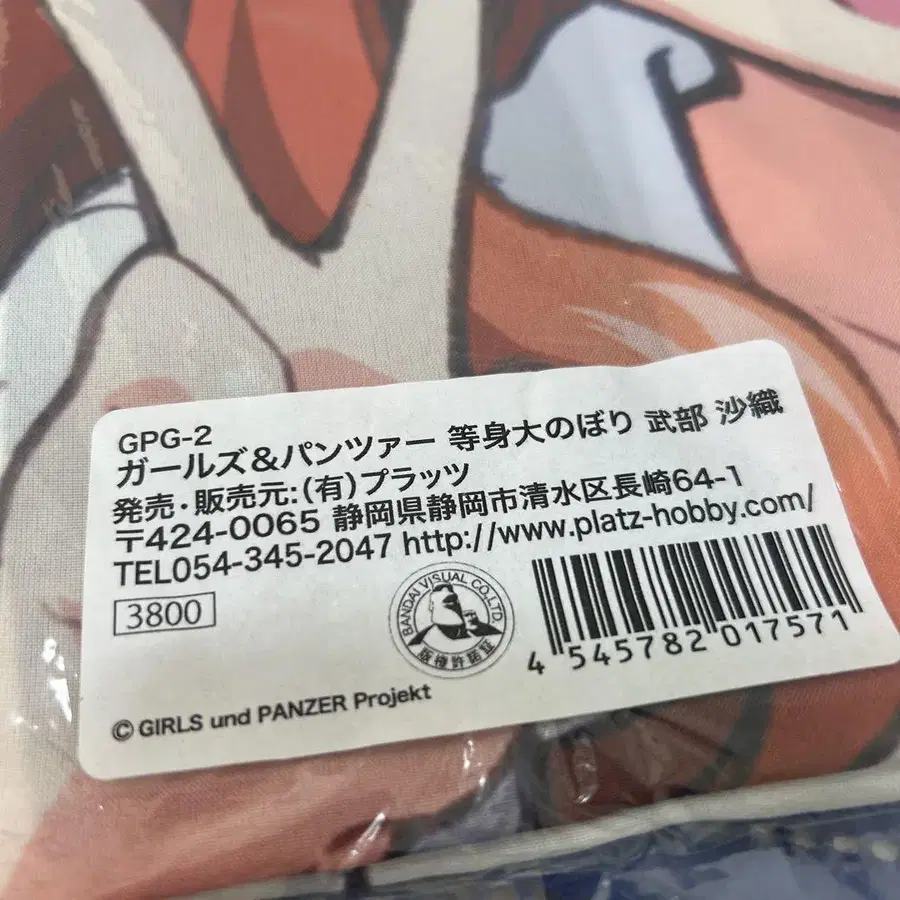 GPG-2
ガールズ&パンツァー 等身大のぼり 武部 沙織
発売・販売元:(有)プラッツ
〒424-0065 静岡県静岡市清水区長崎64-1
TEL054-345-2047 http://www.platz-hobby.com/
3800
BANDAI VISUAL CO.,LTD.
版権許諾証
4 545782 017571
© GIRLS und PANZER Projekt